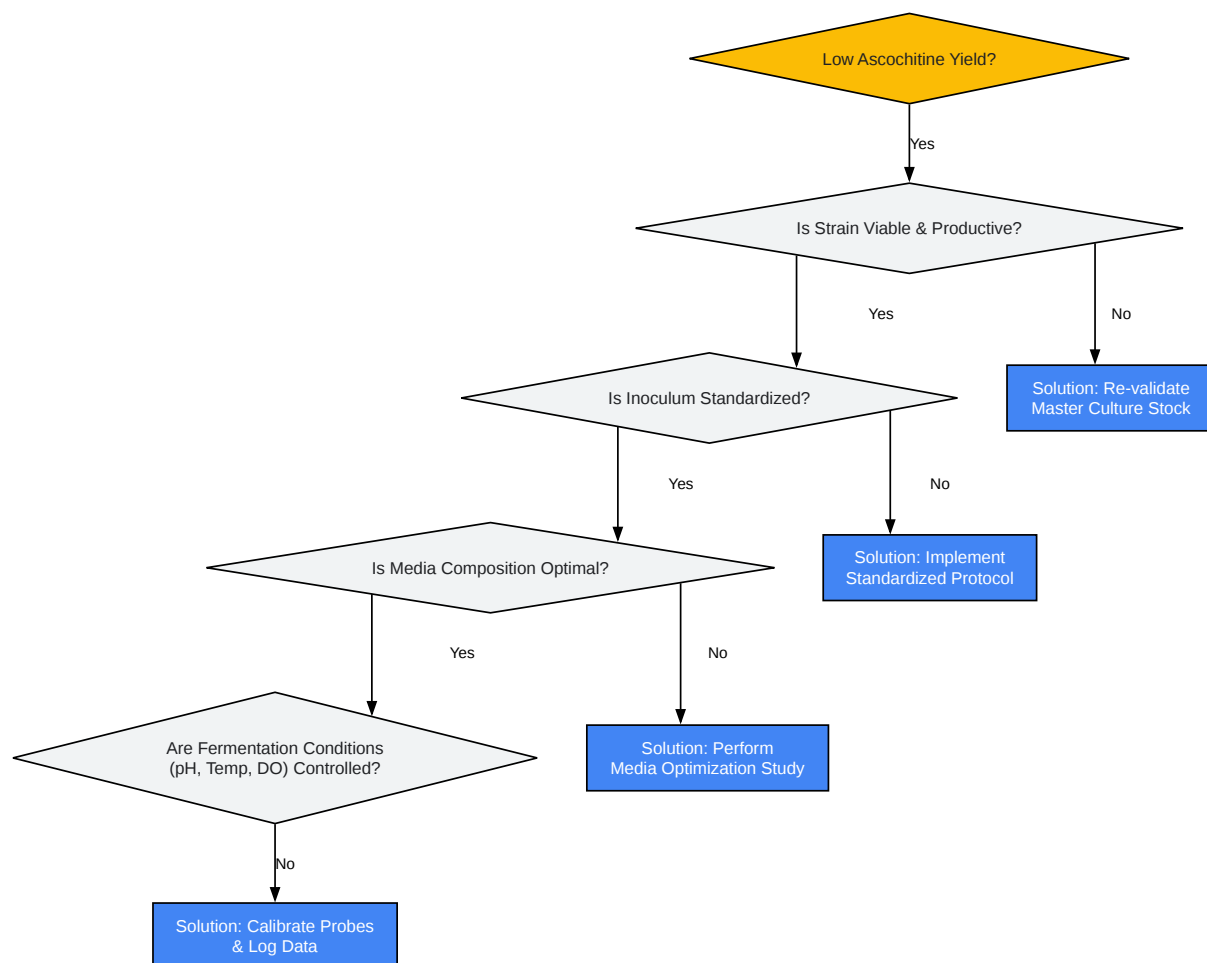 Low Ascochitine Yield?
Yes
Is Strain Viable & Productive?
Yes
No
Solution: Re-validate
Master Culture Stock
Is Inoculum Standardized?
Yes
No
Solution: Implement
Standardized Protocol
Is Media Composition Optimal?
Yes
No
Solution: Perform
Media Optimization Study
Are Fermentation Conditions
(pH, Temp, DO) Controlled?
No
Solution: Calibrate Probes
& Log Data